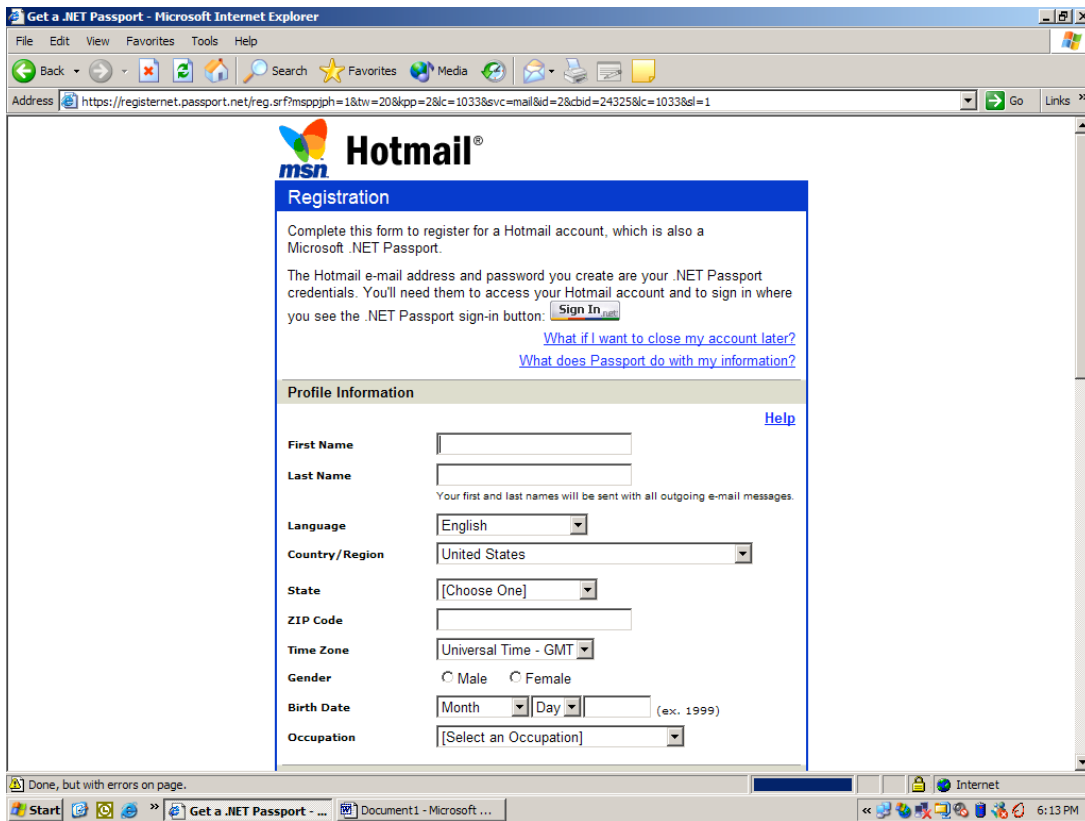 Get a .NET Passport - Microsoft Internet Explorer
File Edit View Favorites Tools Help
Back Search Favorites Media
Address https://registernet.passport.net/reg.srf?msppjph=1&tw=20&kpp=2&lc=1033&svc=mail&id=2&cbid=24325&lc=1033&sl=1 Go Links »
msn Hotmail®
Registration
Complete this form to register for a Hotmail account, which is also a
Microsoft .NET Passport.
The Hotmail e-mail address and password you create are your .NET Passport
credentials. You'll need them to access your Hotmail account and to sign in where
you see the .NET Passport sign-in button: Sign In .net
What if I want to close my account later?
What does Passport do with my information?
Profile Information
Help
First Name
Last Name
Your first and last names will be sent with all outgoing e-mail messages.
Language English
Country/Region United States
State [Choose One]
ZIP Code
Time Zone Universal Time - GMT
Gender Male Female
Birth Date Month Day (ex. 1999)
Occupation [Select an Occupation]
Done, but with errors on page. Internet
Start » Get a .NET Passport - ... Document1 - Microsoft ... « 6:13 PM